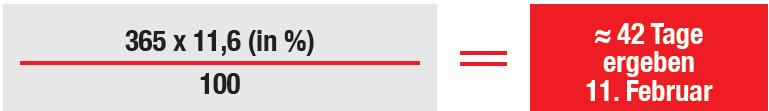 365 x 11,6 (in %)
100
=
≈ 42 Tage
ergeben
11. Februar